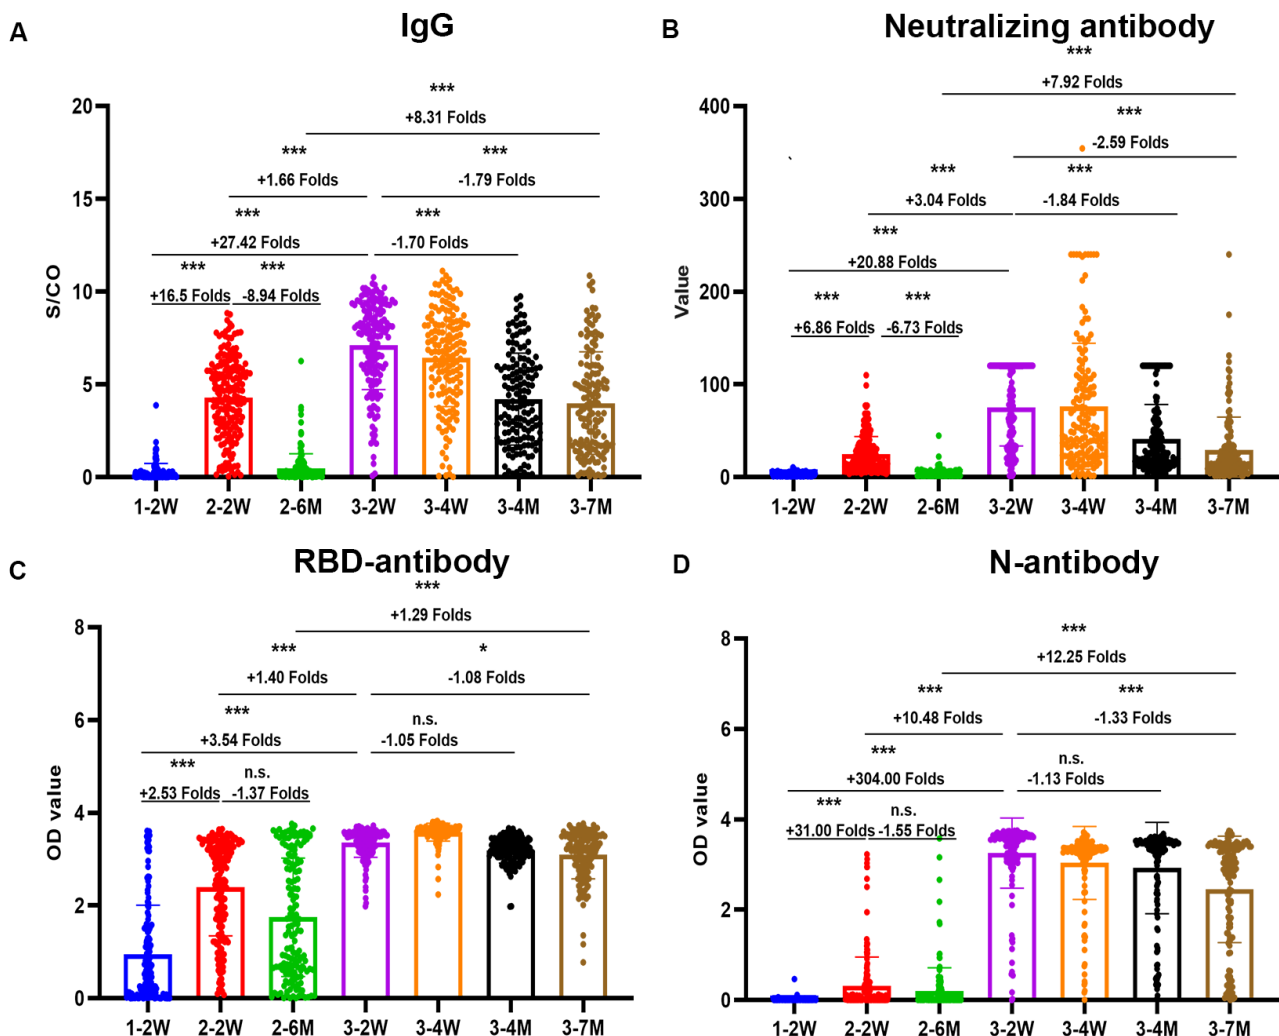 A
IgG
***
+8.31 Folds
***
***
+1.66 Folds
-1.79 Folds
***
***
+27.42 Folds
-1.70 Folds
***
***
+16.5 Folds
-8.94 Folds
S/CO
20
15
10
5
0
1-2W
2-2W
2-6M
3-2W
3-4W
3-4M
3-7M
B
Neutralizing antibody
***
+7.92 Folds
***
-2.59 Folds
***
***
+3.04 Folds
-1.84 Folds
***
+20.88 Folds
***
***
+6.86 Folds
-6.73 Folds
Value
400
300
200
100
0
1-2W
2-2W
2-6M
3-2W
3-4W
3-4M
3-7M
C
RBD-antibody
***
+1.29 Folds
***
*
+1.40 Folds
-1.08 Folds
***
n.s.
+3.54 Folds
-1.05 Folds
***
n.s.
+2.53 Folds
-1.37 Folds
OD value
8
6
4
2
0
1-2W
2-2W
2-6M
3-2W
3-4W
3-4M
3-7M
D
N-antibody
***
+12.25 Folds
***
***
+10.48 Folds
-1.33 Folds
***
n.s.
+304.00 Folds
-1.13 Folds
***
n.s.
+31.00 Folds
-1.55 Folds
OD value
8
6
4
2
0
1-2W
2-2W
2-6M
3-2W
3-4W
3-4M
3-7M